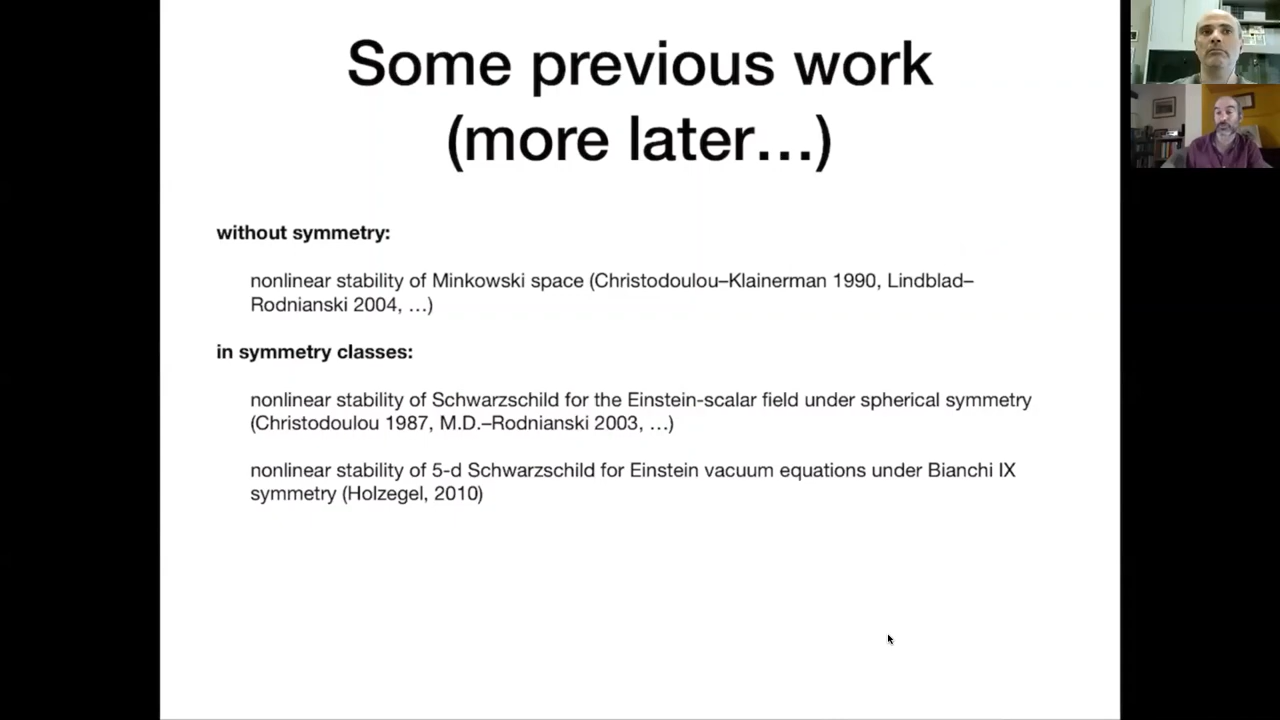 Some previous work
(more later…)
without symmetry:
nonlinear stability of Minkowski space (Christodoulou–Klainerman 1990, Lindblad–
Rodnianski 2004, …)
in symmetry classes:
nonlinear stability of Schwarzschild for the Einstein-scalar field under spherical symmetry
(Christodoulou 1987, M.D.–Rodnianski 2003, …)
nonlinear stability of 5-d Schwarzschild for Einstein vacuum equations under Bianchi IX
symmetry (Holzegel, 2010)